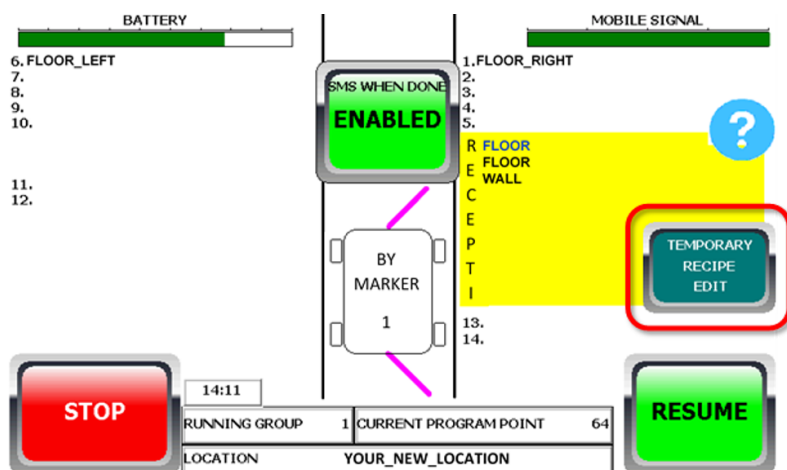 BATTERY
MOBILE SIGNAL
6. FLOOR_LEFT
7.
8.
9.
10.
11.
12.
SMS WHEN DONE
ENABLED
1.FLOOR_RIGHT
2.
3.
4.
5.
?
R
E
C
E
P
T
I
FLOOR
FLOOR
WALL
TEMPORARY
RECIPE
EDIT
BY
MARKER
1
13.
14.
STOP
14:11
RUNNING GROUP 1
CURRENT PROGRAM POINT 64
LOCATION YOUR_NEW_LOCATION
RESUME